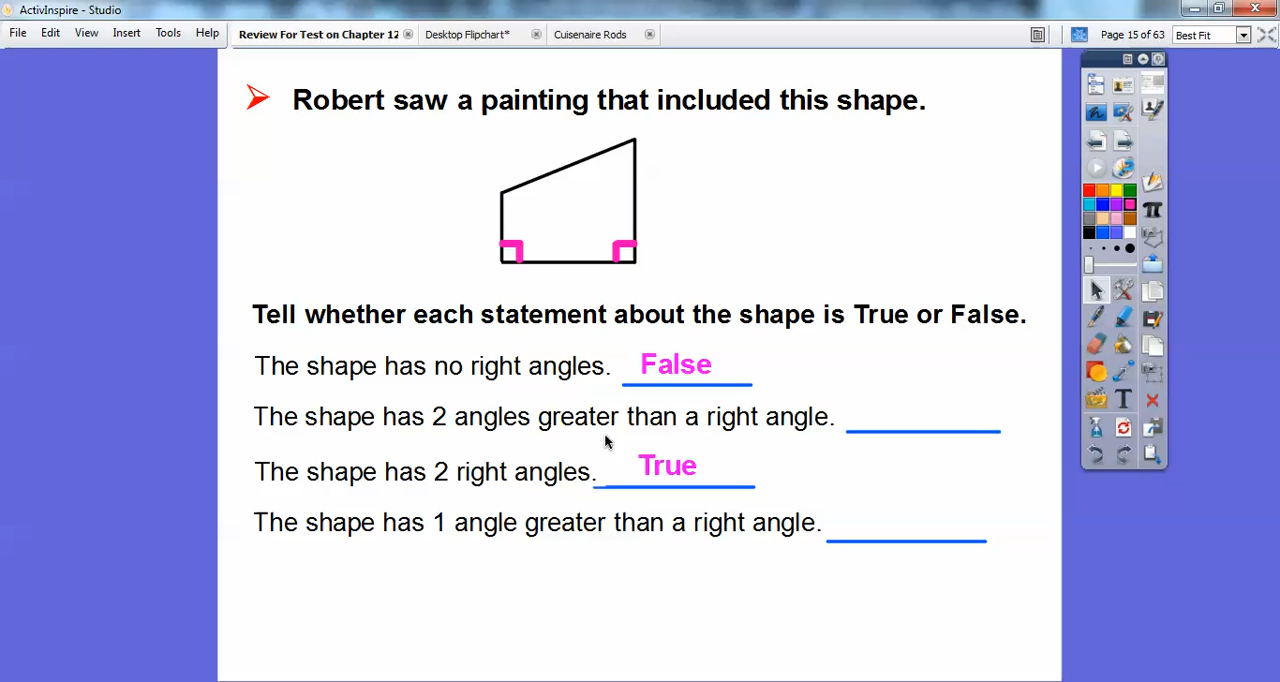 ActivInspire - Studio
File Edit View Insert Tools Help Review For Test on Chapter 12 Desktop Flipchart* Cuisenaire Rods Page 15 of 63 Best Fit
Robert saw a painting that included this shape.
Tell whether each statement about the shape is True or False.
The shape has no right angles. False
The shape has 2 angles greater than a right angle.
The shape has 2 right angles. True
The shape has 1 angle greater than a right angle.